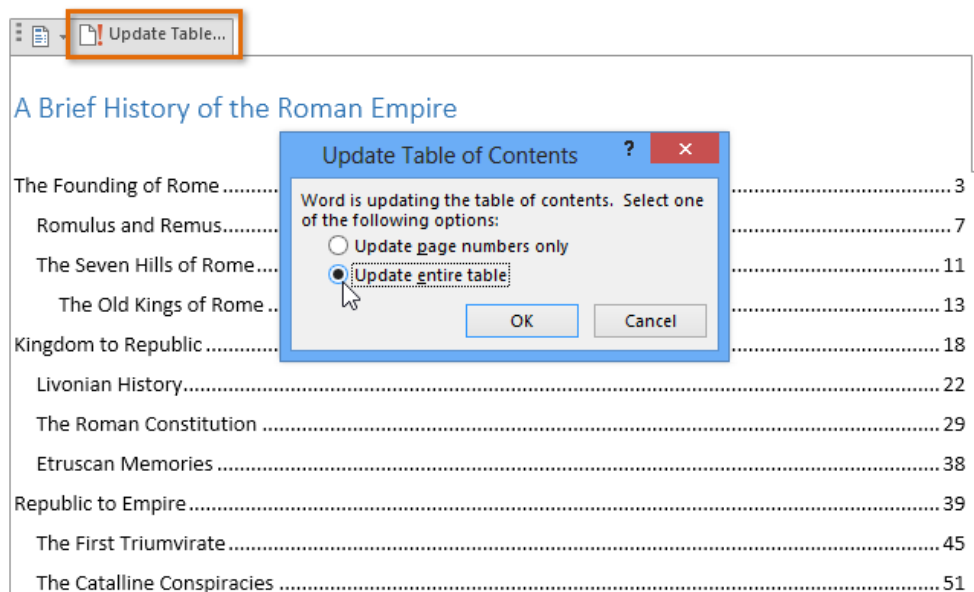 Update Table...
A Brief History of the Roman Empire
Update Table of Contents ?
Word is updating the table of contents. Select one
of the following options:
Update page numbers only
Update entire table
OK Cancel
The Founding of Rome .......... 3
Romulus and Remus .......... 7
The Seven Hills of Rome .......... 11
The Old Kings of Rome .......... 13
Kingdom to Republic .......... 18
Livonian History .......... 22
The Roman Constitution .......... 29
Etruscan Memories .......... 38
Republic to Empire .......... 39
The First Triumvirate .......... 45
The Catalline Conspiracies .......... 51